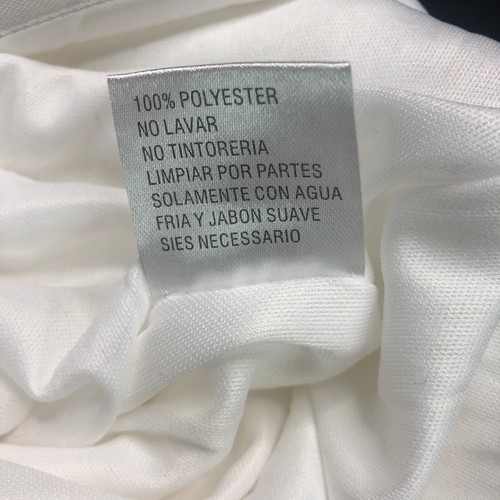 100% POLYESTER
NO LAVAR
NO TINTORERIA
LIMPIAR POR PARTES
SOLAMENTE CON AGUA
FRIA Y JABON SUAVE
SIES NECESSARIO